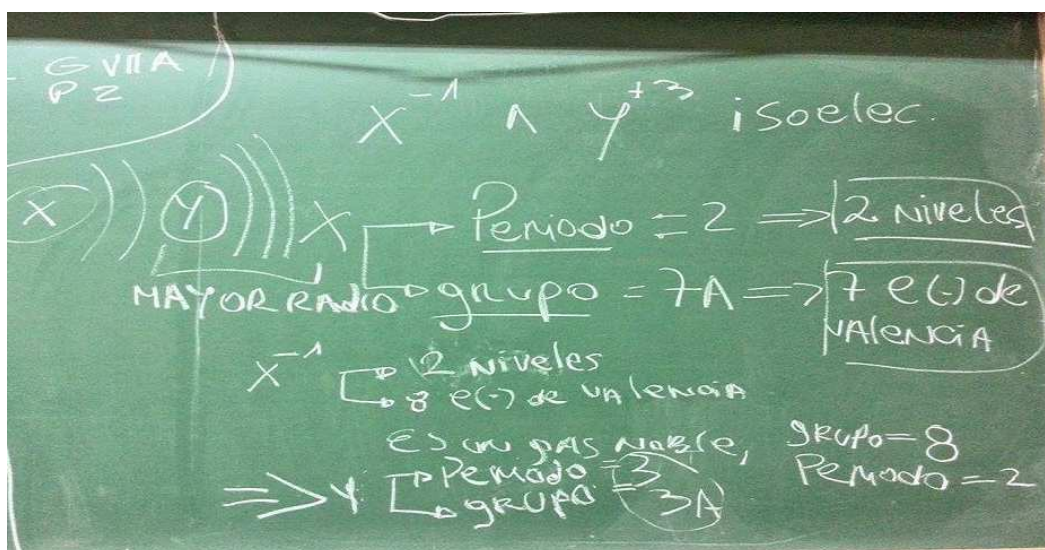 G VIIA
P 2
X⁻¹ ∧ Y⁺³ isoelec.
X Y X Periodo = 2 => 2 Niveles
MAYOR RADIO grupo = 7A => 7 e(-) de
VAlENCiA
X⁻¹ 2 Niveles
8 e(-) de VAlENCiA
es un gas Noble, grupo=8
=> Y Periodo = 3 Periodo = 2
grupo = 3A